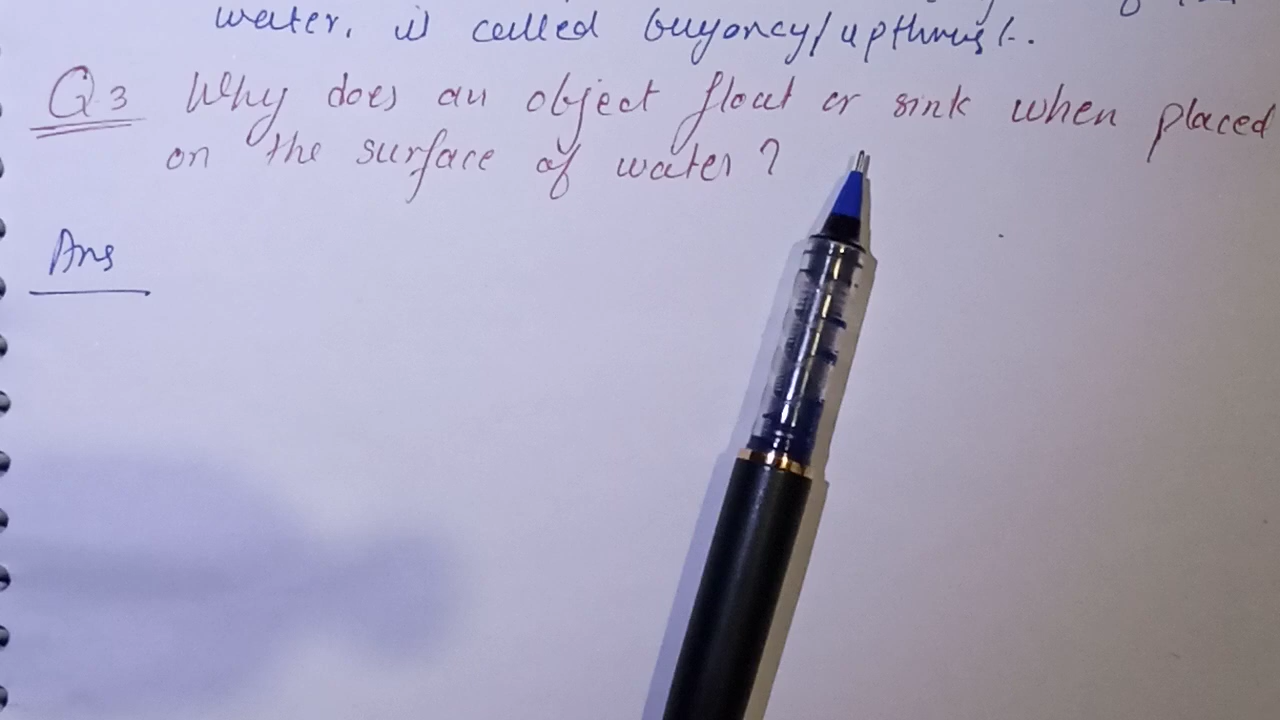 water, is called buyoncy/upthrust.
Q.3 Why does an object float or sink when placed
on the surface of water?
Ans